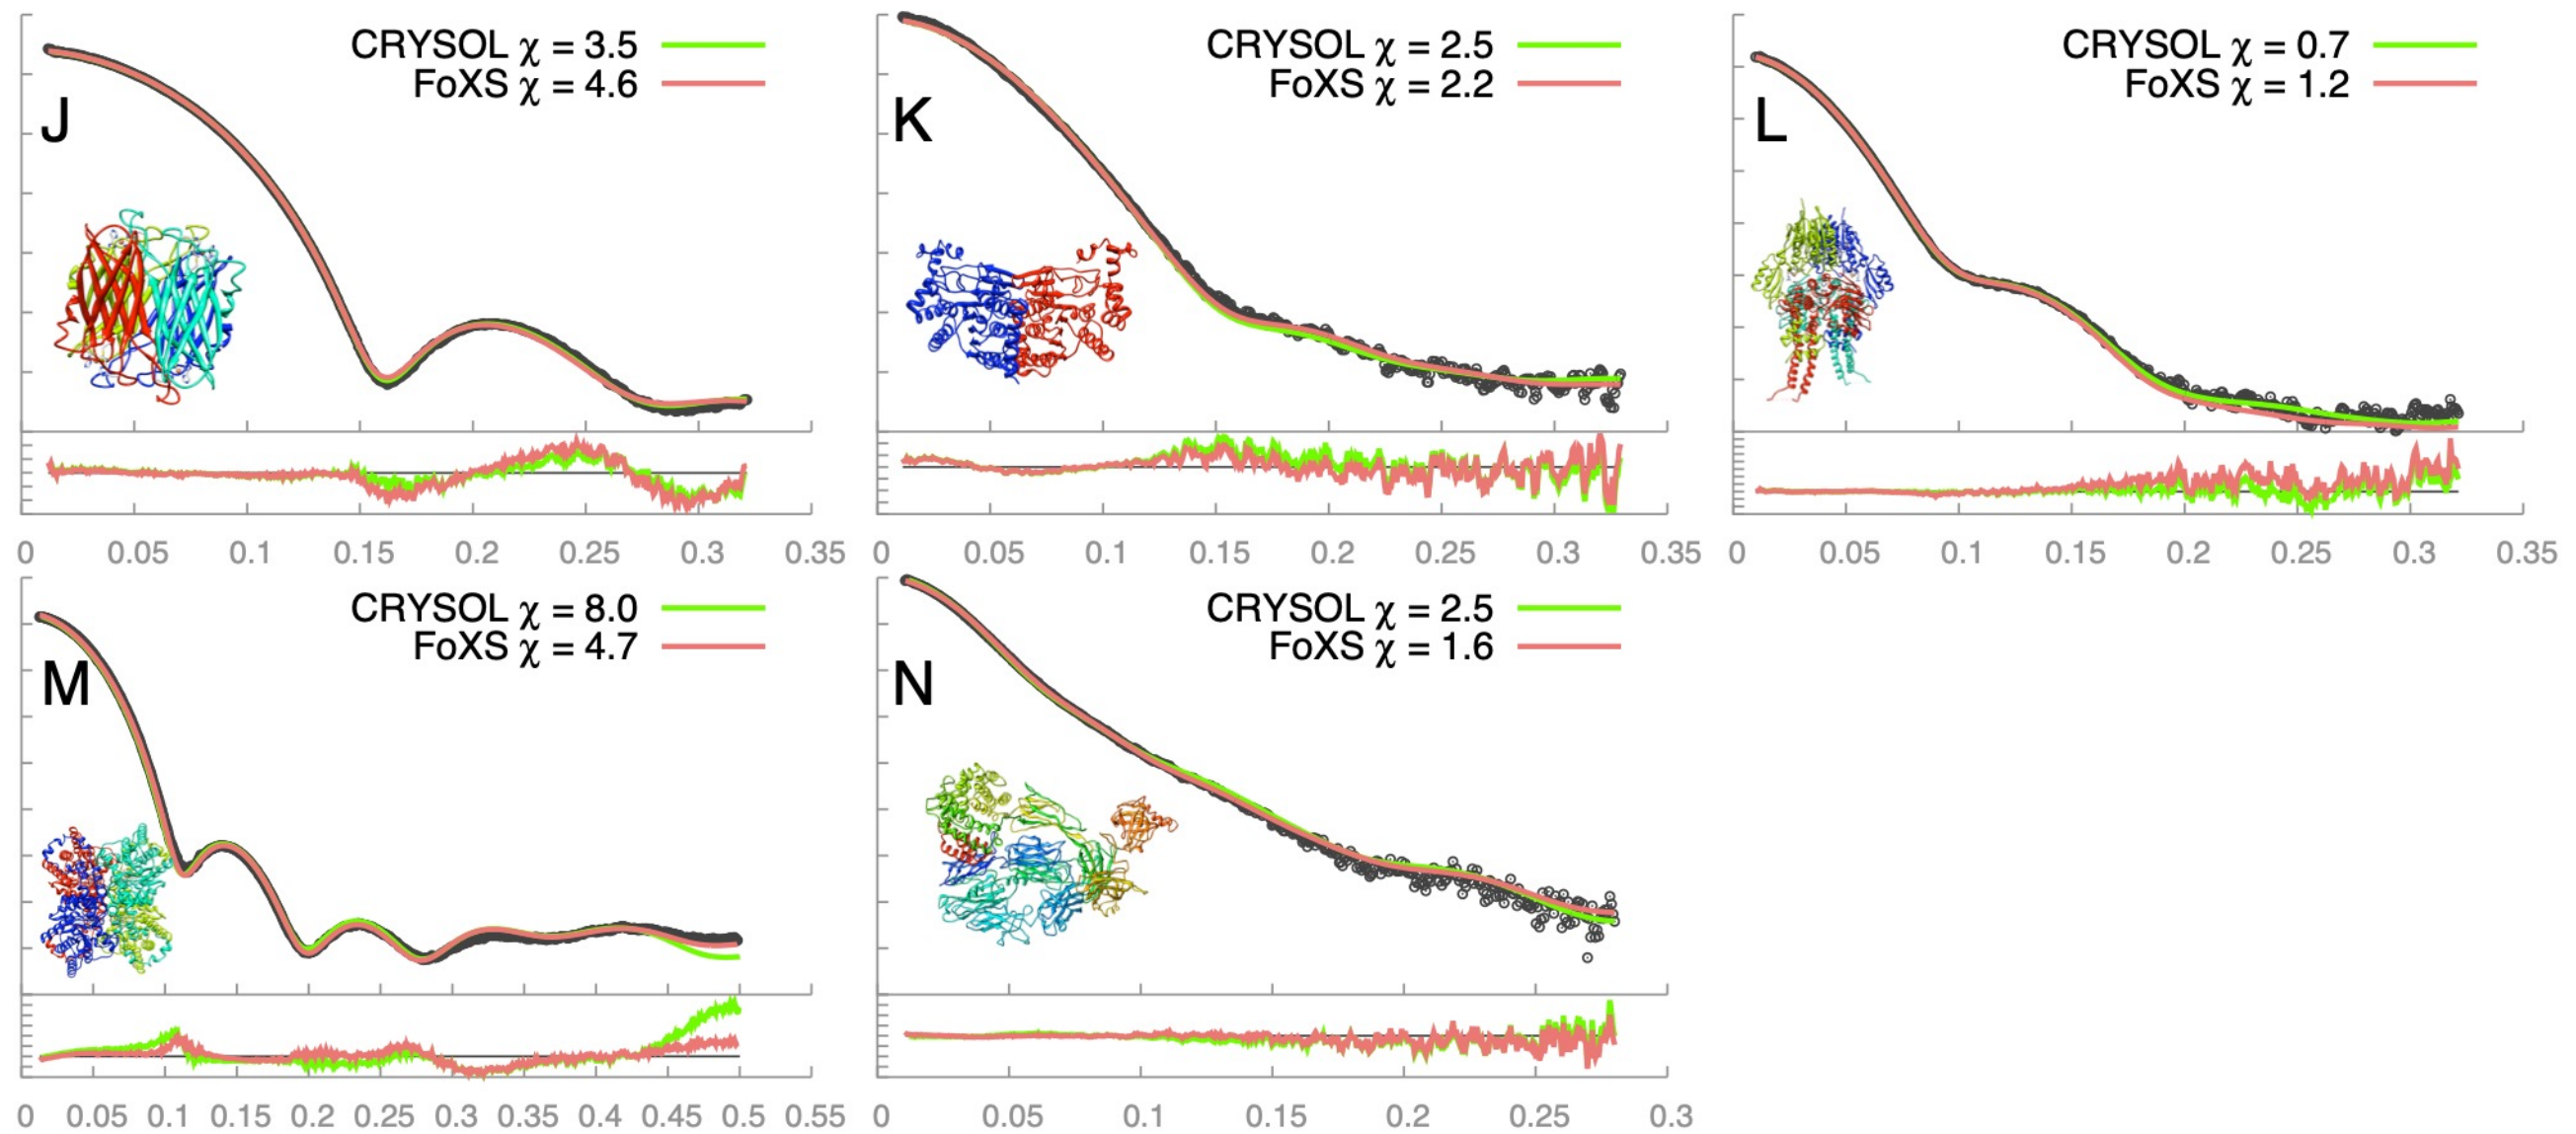 CRYSOL χ = 3.5
FoXS χ = 4.6
J
0 0.05 0.1 0.15 0.2 0.25 0.3 0.35
CRYSOL χ = 2.5
FoXS χ = 2.2
K
0 0.05 0.1 0.15 0.2 0.25 0.3 0.35
CRYSOL χ = 0.7
FoXS χ = 1.2
L
0 0.05 0.1 0.15 0.2 0.25 0.3 0.35
CRYSOL χ = 8.0
FoXS χ = 4.7
M
0 0.05 0.1 0.15 0.2 0.25 0.3 0.35 0.4 0.45 0.5 0.55
CRYSOL χ = 2.5
FoXS χ = 1.6
N
0 0.05 0.1 0.15 0.2 0.25 0.3